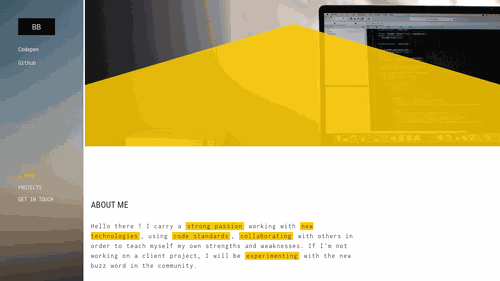 BB
Codepen
Github
HOME
PROJECTS
GET IN TOUCH
ABOUT ME
Hello there ! I carry a strong passion working with new
technologies, using code standards, collaborating with others in
order to teach myself my own strengths and weaknesses. If I'm not
working on a client project, I will be experimenting with the new
buzz word in the community.